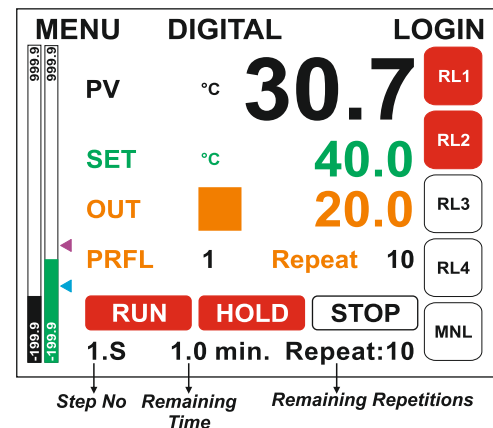 MENU DIGITAL LOGIN
999.9 999.9
PV °C 30.7 RL1
SET °C 40.0 RL2
OUT 20.0 RL3
PRFL 1 Repeat 10 RL4
RUN HOLD STOP MNL
-199.9 -199.9
1.S 1.0 min. Repeat:10
Step No Remaining Time Remaining Repetitions